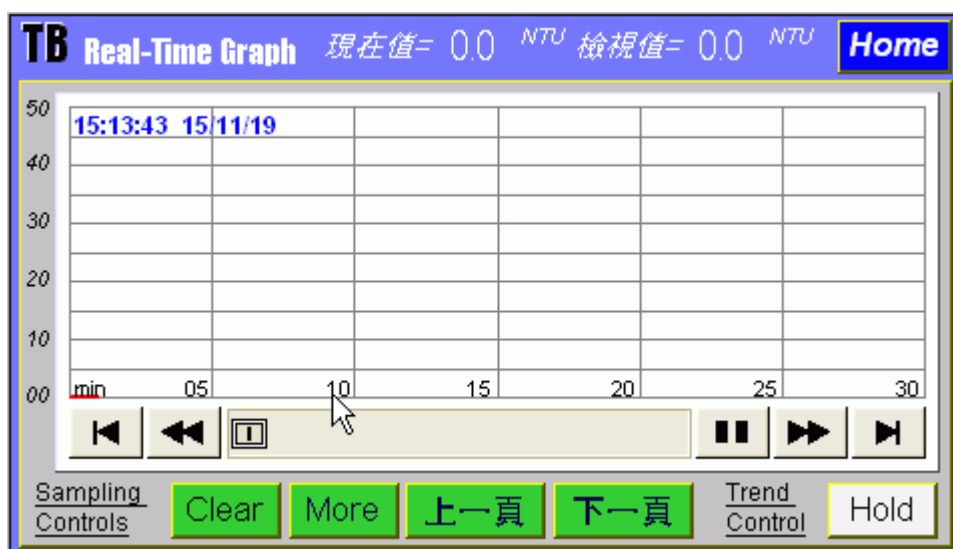 TB Real-Time Graph 現在值= 0.0 NTU 檢視值= 0.0 NTU Home
50
15:13:43 15/11/19
40
30
20
10
00 min 05 10 15 20 25 30
Sampling Controls Clear More 上一頁 下一頁 Trend Control Hold